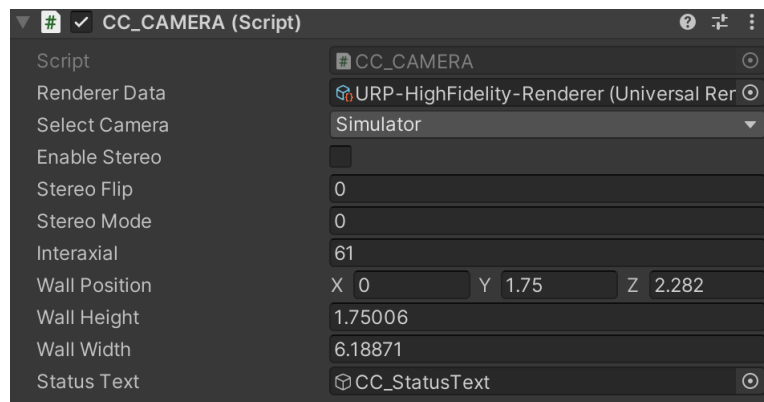 CC_CAMERA (Script)
Script CC_CAMERA
Renderer Data URP-HighFidelity-Renderer (Universal Rer
Select Camera Simulator
Enable Stereo
Stereo Flip 0
Stereo Mode 0
Interaxial 61
Wall Position X 0 Y 1.75 Z 2.282
Wall Height 1.75006
Wall Width 6.18871
Status Text CC_StatusText